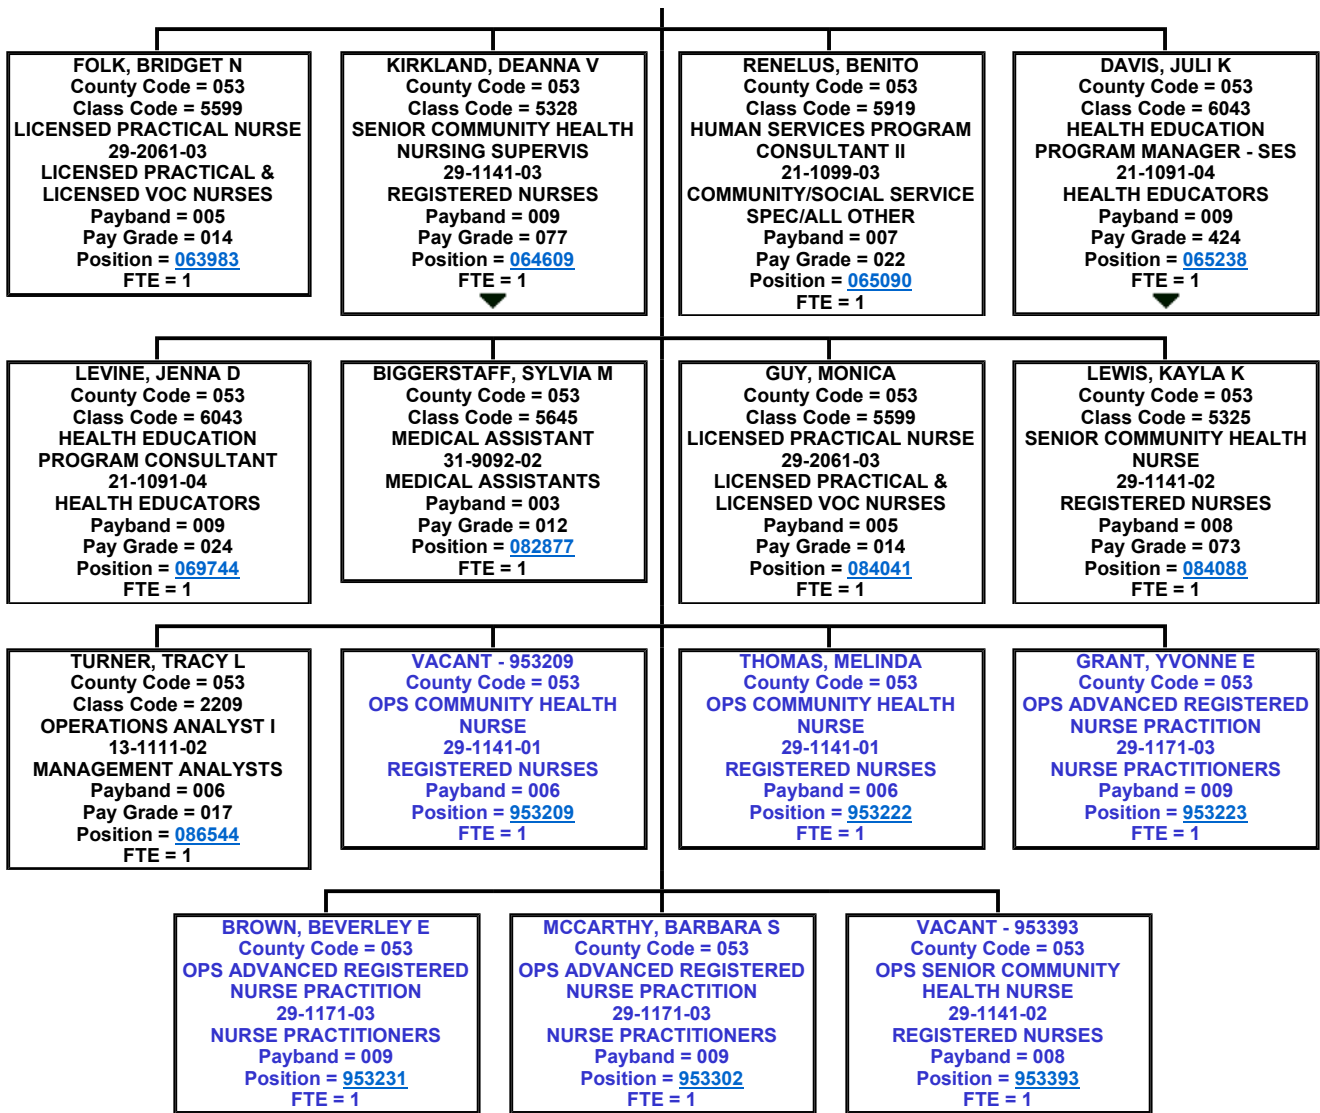 FOLK, BRIDGET N
County Code = 053
Class Code = 5599
LICENSED PRACTICAL NURSE
29-2061-03
LICENSED PRACTICAL &
LICENSED VOC NURSES
Payband = 005
Pay Grade = 014
Position = 063983
FTE = 1
KIRKLAND, DEANNA V
County Code = 053
Class Code = 5328
SENIOR COMMUNITY HEALTH
NURSING SUPERVIS
29-1141-03
REGISTERED NURSES
Payband = 009
Pay Grade = 077
Position = 064609
FTE = 1
RENELUS, BENITO
County Code = 053
Class Code = 5919
HUMAN SERVICES PROGRAM
CONSULTANT II
21-1099-03
COMMUNITY/SOCIAL SERVICE
SPEC/ALL OTHER
Payband = 007
Pay Grade = 022
Position = 065090
FTE = 1
DAVIS, JULI K
County Code = 053
Class Code = 6043
HEALTH EDUCATION
PROGRAM MANAGER - SES
21-1091-04
HEALTH EDUCATORS
Payband = 009
Pay Grade = 424
Position = 065238
FTE = 1
LEVINE, JENNA D
County Code = 053
Class Code = 6043
HEALTH EDUCATION
PROGRAM CONSULTANT
21-1091-04
HEALTH EDUCATORS
Payband = 009
Pay Grade = 024
Position = 069744
FTE = 1
BIGGERSTAFF, SYLVIA M
County Code = 053
Class Code = 5645
MEDICAL ASSISTANT
31-9092-02
MEDICAL ASSISTANTS
Payband = 003
Pay Grade = 012
Position = 082877
FTE = 1
GUY, MONICA
County Code = 053
Class Code = 5599
LICENSED PRACTICAL NURSE
29-2061-03
LICENSED PRACTICAL &
LICENSED VOC NURSES
Payband = 005
Pay Grade = 014
Position = 084041
FTE = 1
LEWIS, KAYLA K
County Code = 053
Class Code = 5325
SENIOR COMMUNITY HEALTH
NURSE
29-1141-02
REGISTERED NURSES
Payband = 008
Pay Grade = 073
Position = 084088
FTE = 1
TURNER, TRACY L
County Code = 053
Class Code = 2209
OPERATIONS ANALYST I
13-1111-02
MANAGEMENT ANALYSTS
Payband = 006
Pay Grade = 017
Position = 086544
FTE = 1
VACANT - 953209
County Code = 053
OPS COMMUNITY HEALTH
NURSE
29-1141-01
REGISTERED NURSES
Payband = 006
Position = 953209
FTE = 1
THOMAS, MELINDA
County Code = 053
OPS COMMUNITY HEALTH
NURSE
29-1141-01
REGISTERED NURSES
Payband = 006
Position = 953222
FTE = 1
GRANT, YVONNE E
County Code = 053
OPS ADVANCED REGISTERED
NURSE PRACTITION
29-1171-03
NURSE PRACTITIONERS
Payband = 009
Position = 953223
FTE = 1
BROWN, BEVERLEY E
County Code = 053
OPS ADVANCED REGISTERED
NURSE PRACTITION
29-1171-03
NURSE PRACTITIONERS
Payband = 009
Position = 953231
FTE = 1
MCCARTHY, BARBARA S
County Code = 053
OPS ADVANCED REGISTERED
NURSE PRACTITION
29-1171-03
NURSE PRACTITIONERS
Payband = 009
Position = 953302
FTE = 1
VACANT - 953393
County Code = 053
OPS SENIOR COMMUNITY
HEALTH NURSE
29-1141-02
REGISTERED NURSES
Payband = 008
Position = 953393
FTE = 1